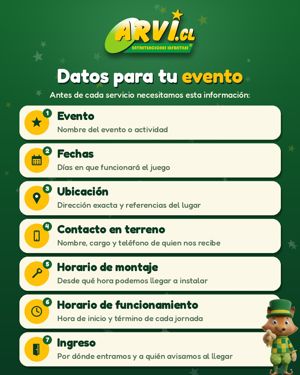 ARVI.CL
ENTRETENCIONES INFANTILES
Datos para tu evento
Antes de cada servicio necesitamos esta información:
1
Evento
Nombre del evento o actividad
2
Fechas
Días en que funcionará el juego
3
Ubicación
Dirección exacta y referencias del lugar
4
Contacto en terreno
Nombre, cargo y teléfono de quien nos recibe
5
Horario de montaje
Desde qué hora podemos llegar a instalar
6
Horario de funcionamiento
Hora de inicio y término de cada jornada
7
Ingreso
Por dónde entramos y a quién avisamos al llegar